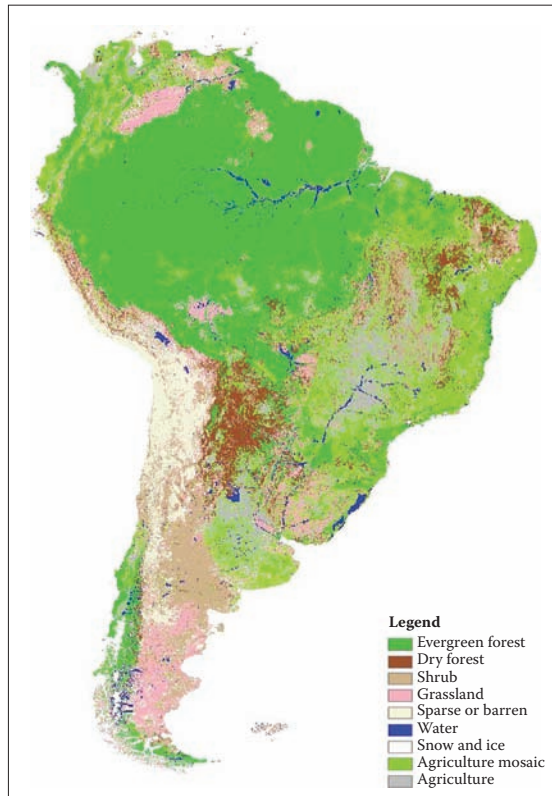 Legend
Evergreen forest
Dry forest
Shrub
Grassland
Sparse or barren
Water
Snow and ice
Agriculture mosaic
Agriculture